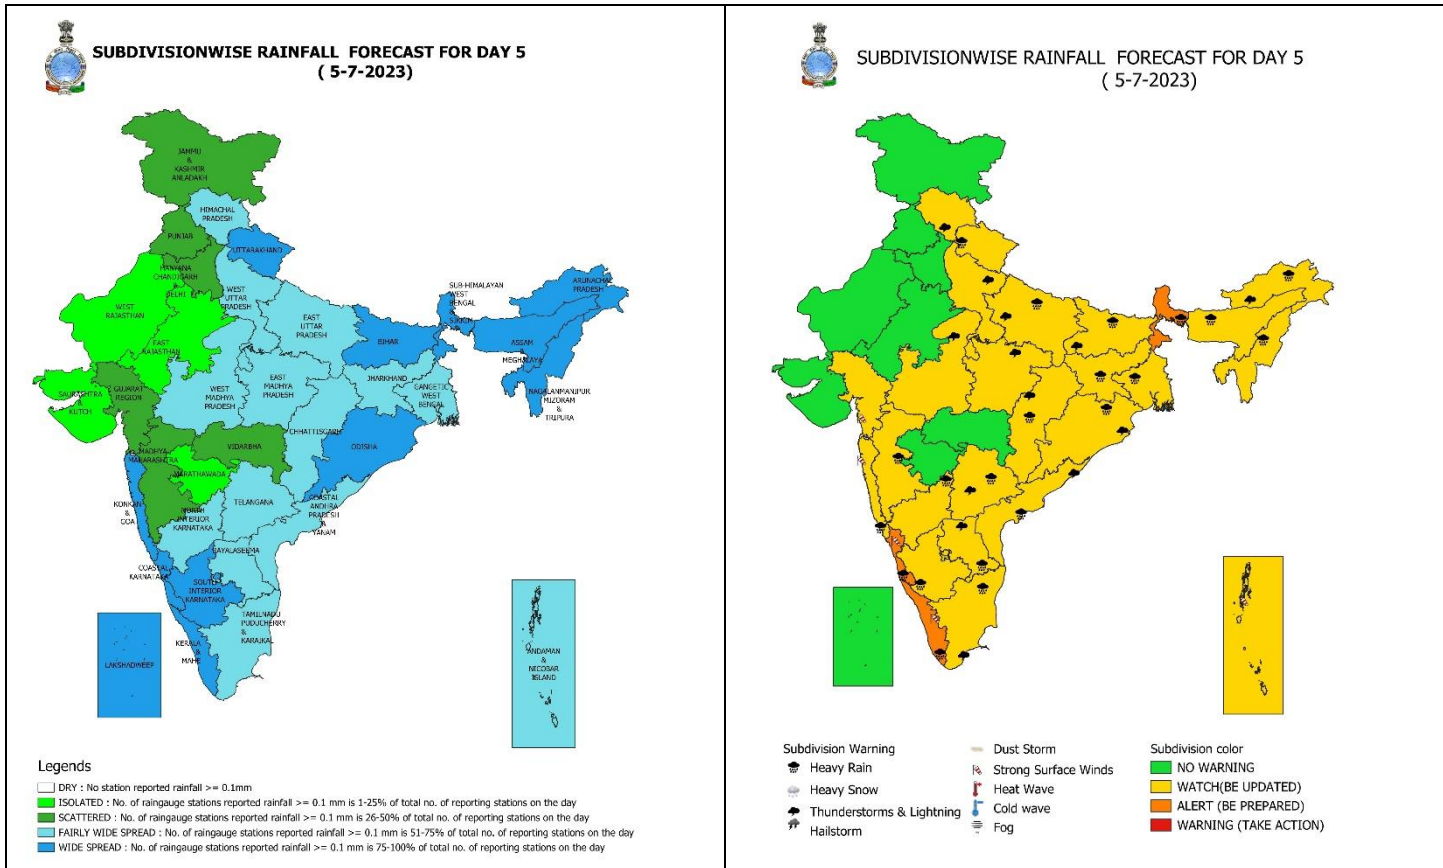 SUBDIVISIONWISE RAINFALL FORECAST FOR DAY 5
( 5-7-2023)
JAMMU
&
KASHMIR
ANLADAKH
HIMACHAL
PRADESH
PUNJAB
UTTARAKHAND
HARYANA
CHANDIGARH
&
DELHI
WEST
RAJASTHAN
WEST
UTTAR
PRADESH
EAST
RAJASTHAN
EAST
UTTAR
PRADESH
SUB-HIMALAYAN
WEST
BENGAL
&
SIKKIM
ARUNACHAL
PRADESH
BIHAR
ASSAM
&
MEGHALAYA
NAGALANMANIPUR
MIZORAM
&
TRIPURA
SAURASHTRA
&
KUTCH
GUJARAT
REGION
WEST
MADHYA
PRADESH
EAST
MADHYA
PRADESH
JHARKHAND
GANGETIC
WEST
BENGAL
CHHATTISGARH
ODISHA
MADHYA
MAHARASHTRA
VIDARBHA
MARATHAWADA
KONKAN
&
GOA
NORTH
INTERIOR
KARNATAKA
TELANGANA
COASTAL
ANDHRA
PRADESH
&
YANAM
RAYALASEEMA
COASTAL
KARNATAKA
SOUTH
INTERIOR
KARNATAKA
TAMILNADU
PUDUCHERRY
&
KARAIKAL
KERALA
&
MAHE
LAKSHADWEEP
ANDAMAN
&
NICOBAR
ISLAND
Legends
DRY : No station reported rainfall >= 0.1mm
ISOLATED : No. of raingauge stations reported rainfall >= 0.1 mm is 1-25% of total no. of reporting stations on the day
SCATTERED : No. of raingauge stations reported rainfall >= 0.1 mm is 26-50% of total no. of reporting stations on the day
FAIRLY WIDE SPREAD : No. of raingauge stations reported rainfall >= 0.1 mm is 51-75% of total no. of reporting stations on the day
WIDE SPREAD : No. of raingauge stations reported rainfall >= 0.1 mm is 75-100% of total no. of reporting stations on the day
SUBDIVISIONWISE RAINFALL FORECAST FOR DAY 5
( 5-7-2023)
Subdivision Warning
Heavy Rain
Heavy Snow
Thunderstorms & Lightning
Hailstorm
Dust Storm
Strong Surface Winds
Heat Wave
Cold wave
Fog
Subdivision color
NO WARNING
WATCH(BE UPDATED)
ALERT (BE PREPARED)
WARNING (TAKE ACTION)